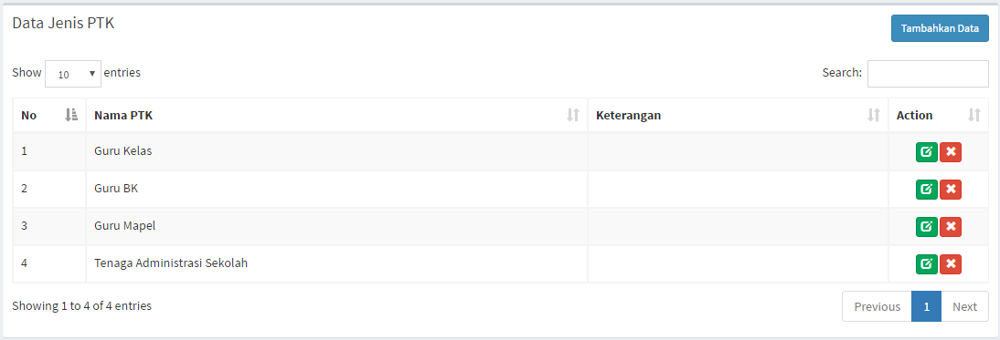 Data Jenis PTK
Tambahkan Data
Show 10 entries
Search:
No Nama PTK Keterangan Action
1 Guru Kelas
2 Guru BK
3 Guru Mapel
4 Tenaga Administrasi Sekolah
Showing 1 to 4 of 4 entries
Previous 1 Next